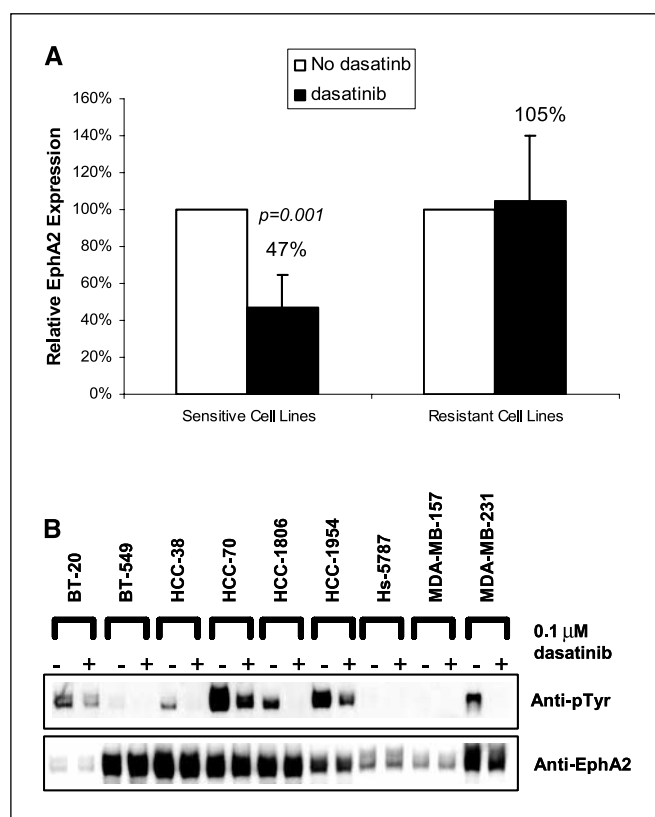 A
No dasatinb
dasatinib
Relative EphA2 Expression
160%
140%
120%
100%
80%
60%
40%
20%
0%
p=0.001
47%
105%
Sensitive Cell Lines
Resistant Cell Lines
B
BT-20
BT-549
HCC-38
HCC-70
HCC-1806
HCC-1954
Hs-5787
MDA-MB-157
MDA-MB-231
0.1 µM
dasatinib
- + - + - + - + - + - + - + - + - +
Anti-pTyr
Anti-EphA2